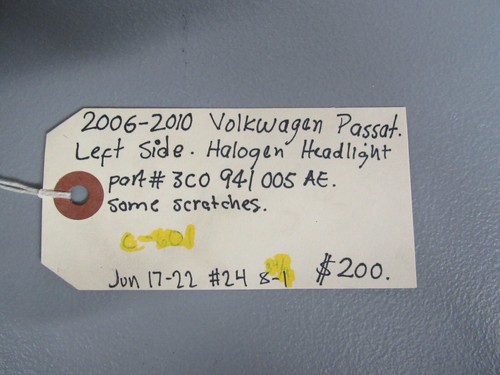 2006-2010 Volkwagen Passat.
Left Side. Halogen Headlight
part# 3C0 941 005 AE.
some scratches.
C-801
Jun 17-22 #24 8-1 $200.